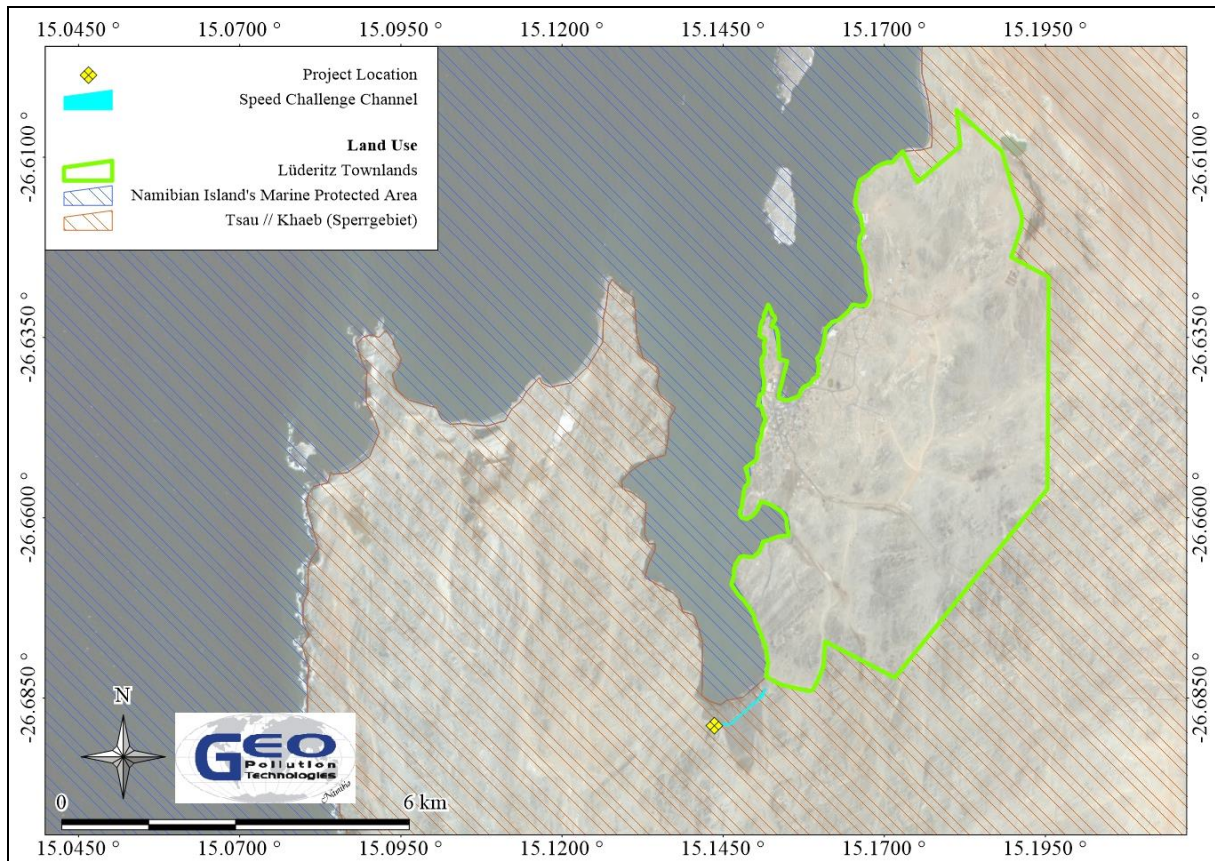 15.0450 ° 15.0700 ° 15.0950 ° 15.1200 ° 15.1450 ° 15.1700 ° 15.1950 °
Project Location
Speed Challenge Channel
Land Use
Lüderitz Townlands
Namibian Island's Marine Protected Area
Tsau // Khaeb (Sperrgebiet)
-26.6100 ° -26.6100 °
-26.6350 ° -26.6350 °
-26.6600 ° -26.6600 °
-26.6850 ° -26.6850 °
N
GEO
Pollution
Technologies
Namibia
0 6 km
15.0450 ° 15.0700 ° 15.0950 ° 15.1200 ° 15.1450 ° 15.1700 ° 15.1950 °